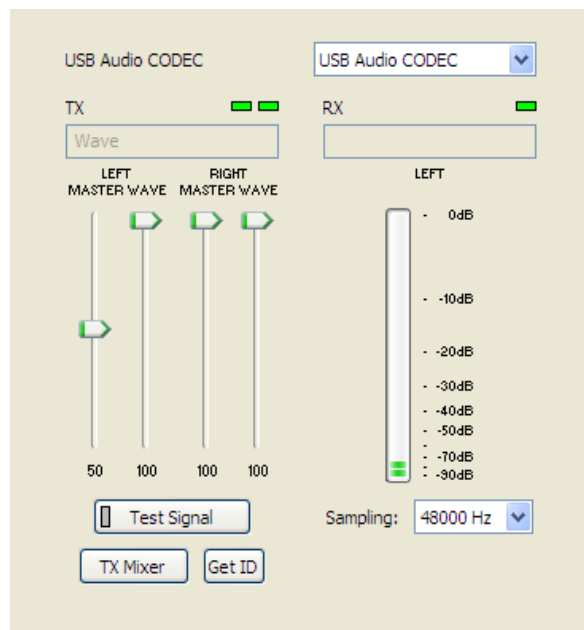 USB Audio CODEC
USB Audio CODEC
TX
RX
Wave
LEFT RIGHT
MASTER WAVE MASTER WAVE
LEFT
0dB
-10dB
-20dB
-30dB
-40dB
-50dB
-70dB
-90dB
50 100 100 100
Test Signal
Sampling: 48000 Hz
TX Mixer
Get ID